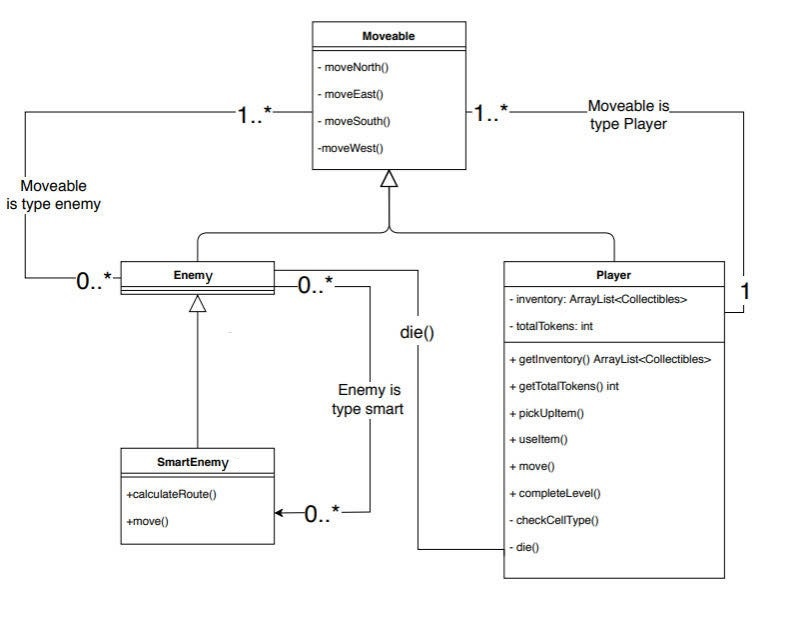 Moveable
- moveNorth()
- moveEast()
- moveSouth()
-moveWest()
1..*
1..*
Moveable is
type Player
Moveable
is type enemy
0..*
Enemy
0..*
die()
Enemy is
type smart
0..*
SmartEnemy
+calculateRoute()
+move()
Player
- inventory: ArrayList<Collectibles>
- totalTokens: int
+ getInventory() ArrayList<Collectibles>
+ getTotalTokens() int
+ pickUpItem()
+ useItem()
+ move()
+ completeLevel()
- checkCellType()
- die()
1